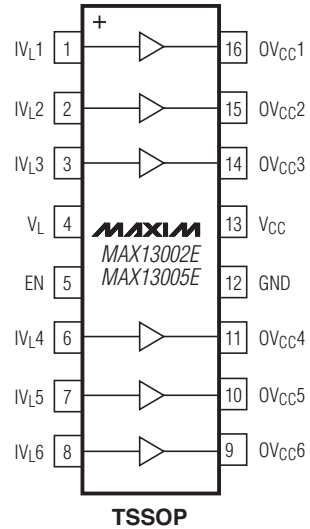 +
IVL1 1 16 OVCC1
IVL2 2 15 OVCC2
IVL3 3 14 OVCC3
VL 4 13 VCC
MAXIM
MAX13002E
EN 5 MAX13005E 12 GND
IVL4 6 11 OVCC4
IVL5 7 10 OVCC5
IVL6 8 9 OVCC6
TSSOP